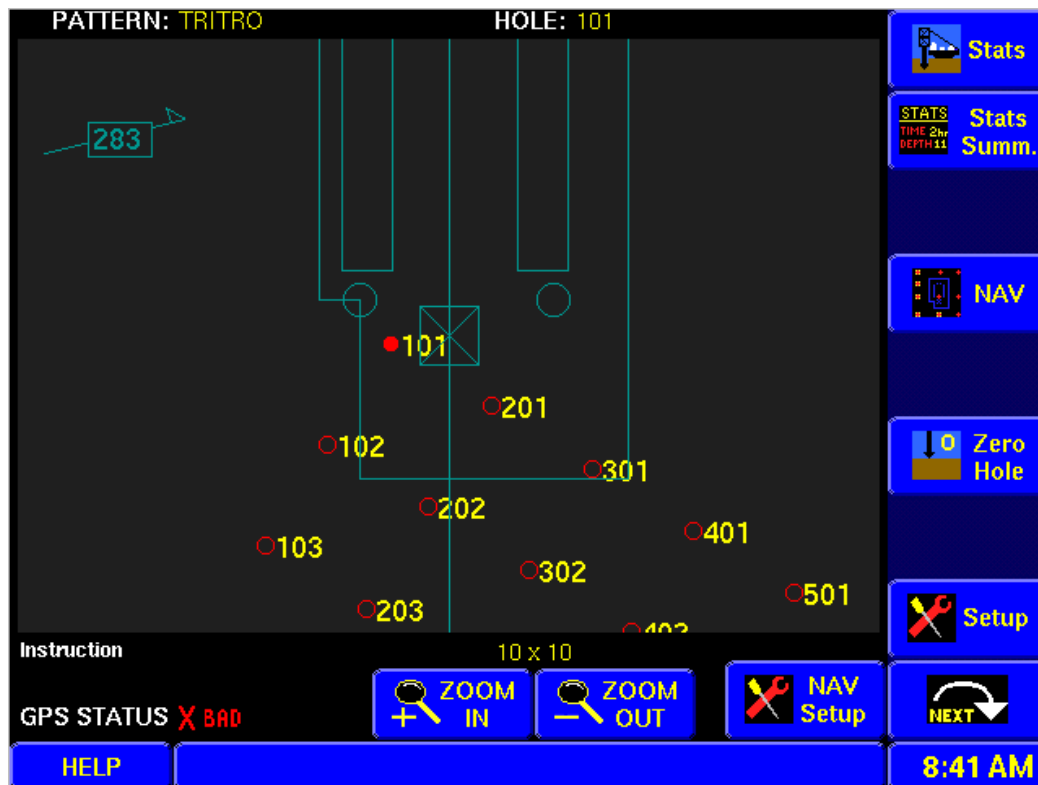 PATTERN: TRITRO
HOLE: 101
Stats
283
STATS
TIME 2hr
DEPTH 11
Stats
Summ.
NAV
101
201
102
301
202
401
103
302
501
203
0
Zero
Hole
Setup
Instruction
10 x 10
GPS STATUS X BAD
ZOOM
IN
ZOOM
OUT
NAV
Setup
NEXT
HELP
8:41 AM